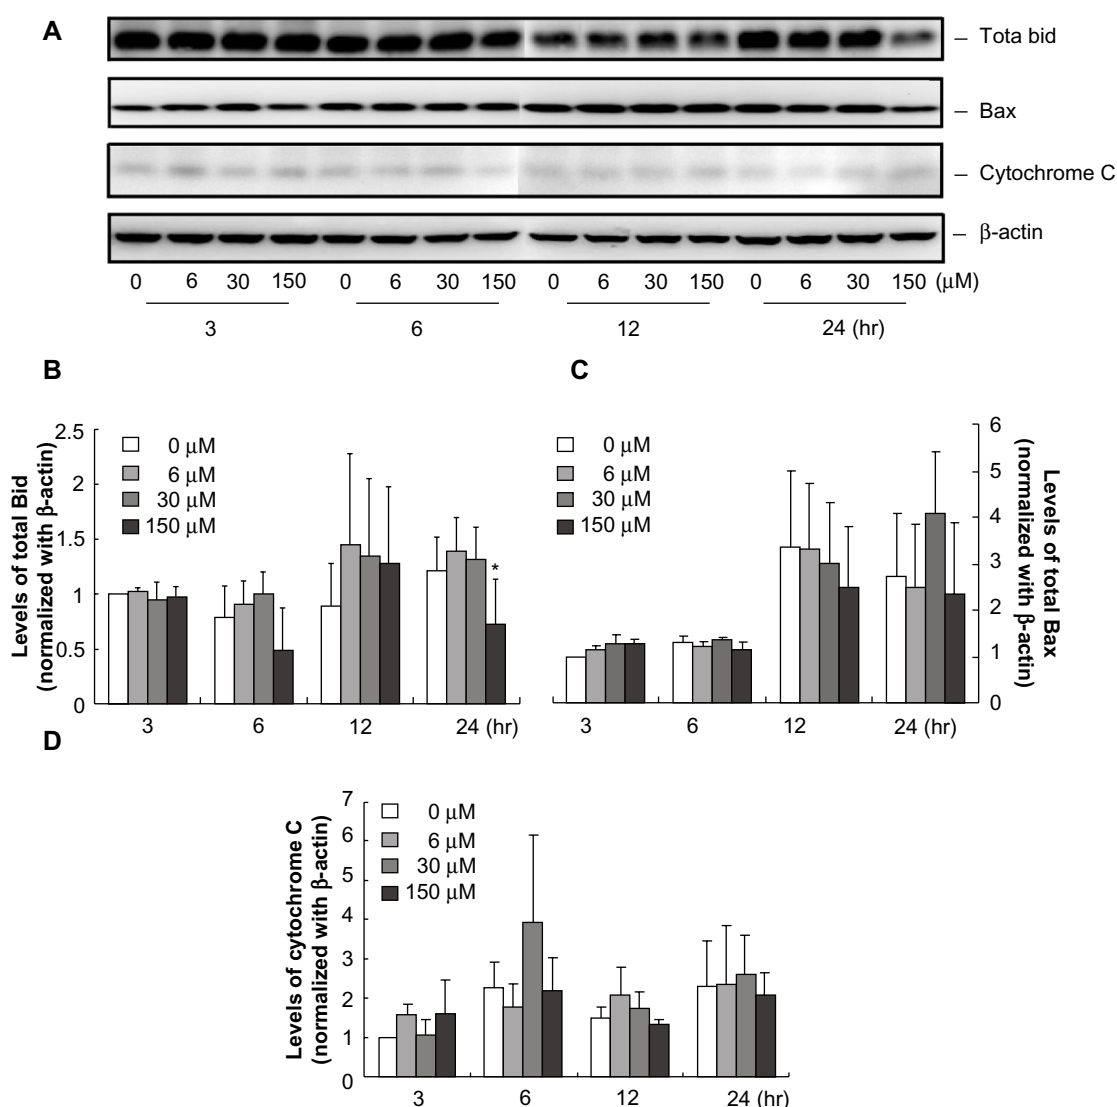 A
Tota bid
Bax
Cytochrome C
β-actin
0 6 30 150 0 6 30 150 0 6 30 150 0 6 30 150 (μM)
3 6 12 24 (hr)
B
Levels of total Bid
(normalized with β-actin)
2.5
2
1.5
1
0.5
0
0 μM
6 μM
30 μM
150 μM
*
3 6 12 24 (hr)
C
0 μM
6 μM
30 μM
150 μM
6
5
4
3
2
1
0
Levels of total Bax
(normalized with β-actin)
3 6 12 24 (hr)
D
Levels of cytochrome C
(normalized with β-actin)
7
6
5
4
3
2
1
0
0 μM
6 μM
30 μM
150 μM
3 6 12 24 (hr)